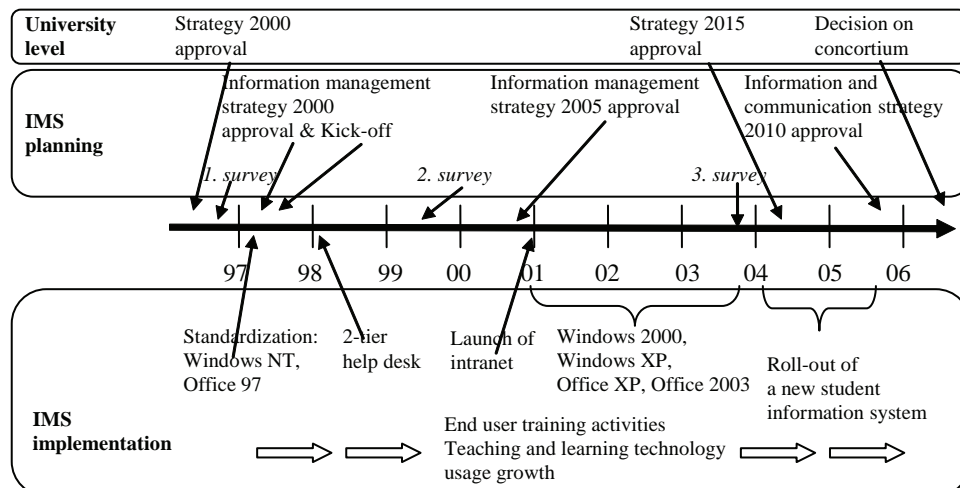 University
level
Strategy 2000
approval
Strategy 2015
approval
Decision on
concortium
IMS
planning
Information management
strategy 2000
approval & Kick-off
Information management
strategy 2005 approval
Information and
communication strategy
2010 approval
1. survey
2. survey
3. survey
97 98 99 00 01 02 03 04 05 06
IMS
implementation
Standardization:
Windows NT,
Office 97
2-tier
help desk
Launch of
intranet
Windows 2000,
Windows XP,
Office XP, Office 2003
Roll-out of
a new student
information system
End user training activities
Teaching and learning technology
usage growth